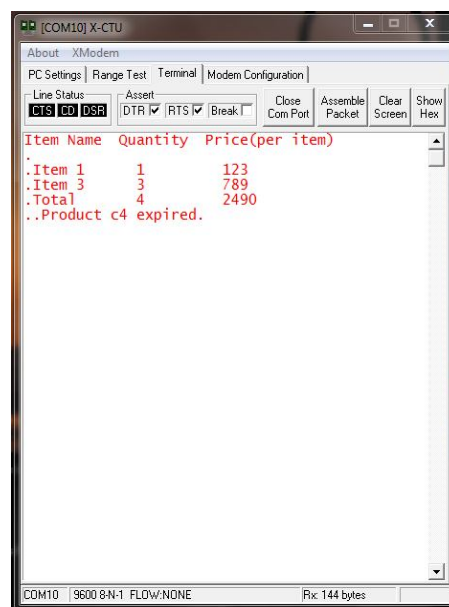 [COM10] X-CTU
About XModem
PC Settings Range Test Terminal Modem Configuration
Line Status Assert
CTS CD DSR DTR RTS Break Close Com Port Assemble Packet Clear Screen Show Hex
Item Name Quantity Price(per item)
.
.Item 1 1 123
.Item 3 3 789
.Total 4 2490
..Product c4 expired.
COM10 9600 8-N-1 FLOW:NONE Rx: 144 bytes